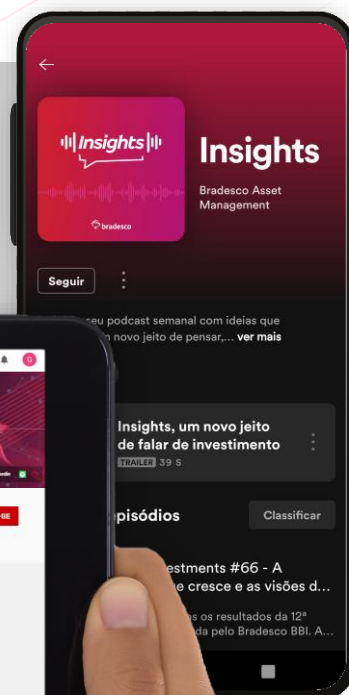 Insights
bradesco
Insights
Bradesco Asset
Management
Seguir
seu podcast semanal com ideias que
novo jeito de pensar,... ver mais
Insights, um novo jeito
de falar de investimento
TRAILER 39 S
episódios
Classificar
estments #66 - A
e cresce e as visões d...
os os resultados da 12ª
da pelo Bradesco BBI. A...
G